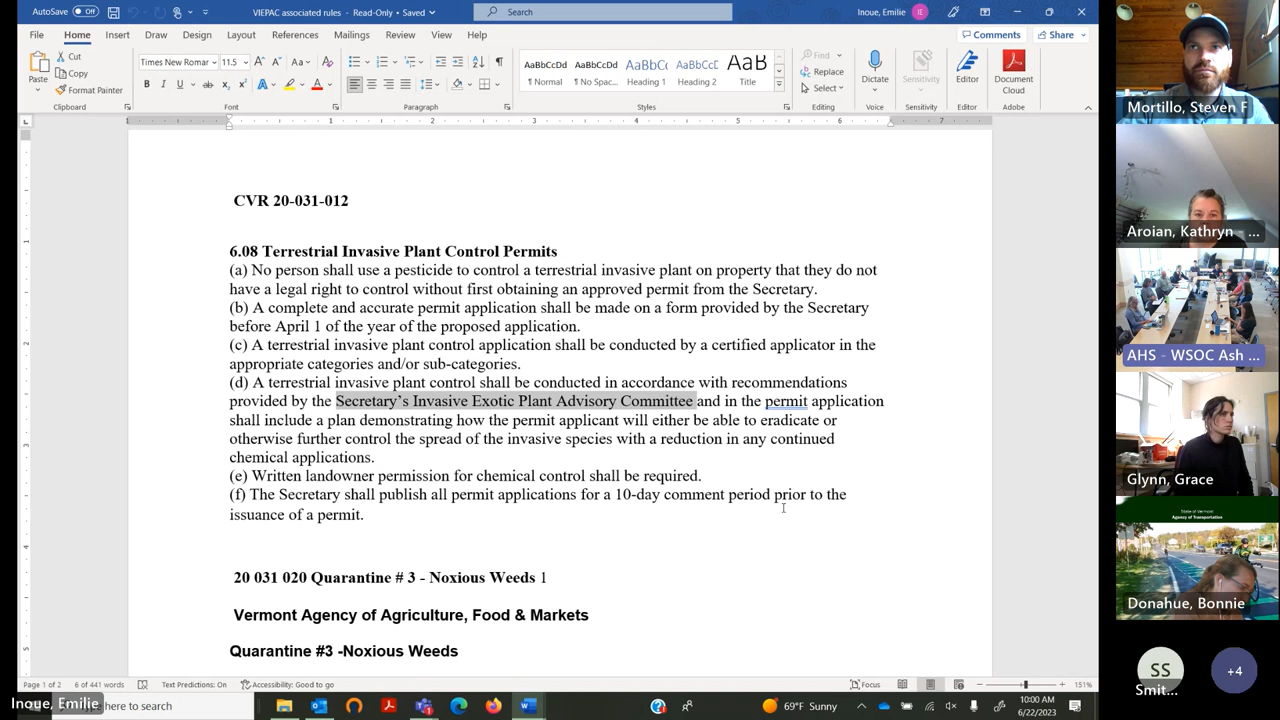 AutoSave Off
VIEPAC associated rules - Read-Only • Saved
Search
Inoue, Emilie
IE
File Home Insert Draw Design Layout References Mailings Review View Help
Comments
Share
Paste
Cut
Copy
Format Painter
Clipboard
Times New Romar 11.5
Font
Paragraph
AaBbCcDd AaBbCcDd AaBbCc AaBbCcD AaB
¶ Normal ¶ No Spac... Heading 1 Heading 2 Title
Styles
Find
Replace
Select
Editing
Dictate
Voice
Sensitivity
Sensitivity
Editor
Editor
Document Cloud
Adobe
CVR 20-031-012
6.08 Terrestrial Invasive Plant Control Permits
(a) No person shall use a pesticide to control a terrestrial invasive plant on property that they do not
have a legal right to control without first obtaining an approved permit from the Secretary.
(b) A complete and accurate permit application shall be made on a form provided by the Secretary
before April 1 of the year of the proposed application.
(c) A terrestrial invasive plant control application shall be conducted by a certified applicator in the
appropriate categories and/or sub-categories.
(d) A terrestrial invasive plant control shall be conducted in accordance with recommendations
provided by the Secretary’s Invasive Exotic Plant Advisory Committee and in the permit application
shall include a plan demonstrating how the permit applicant will either be able to eradicate or
otherwise further control the spread of the invasive species with a reduction in any continued
chemical applications.
(e) Written landowner permission for chemical control shall be required.
(f) The Secretary shall publish all permit applications for a 10-day comment period prior to the
issuance of a permit.
20 031 020 Quarantine # 3 - Noxious Weeds 1
Vermont Agency of Agriculture, Food & Markets
Quarantine #3 -Noxious Weeds
Page 1 of 2 6 of 441 words Text Predictions: On Accessibility: Good to go
Focus
151%
Inoue, Emilie
here to search
69°F Sunny
10:00 AM
6/22/2023
Mortillo, Steven F
Aroian, Kathryn - ...
AHS - WSOC Ash ...
Glynn, Grace
State of Vermont
Agency of Transportation
Donahue, Bonnie
SS
Smit...
+4